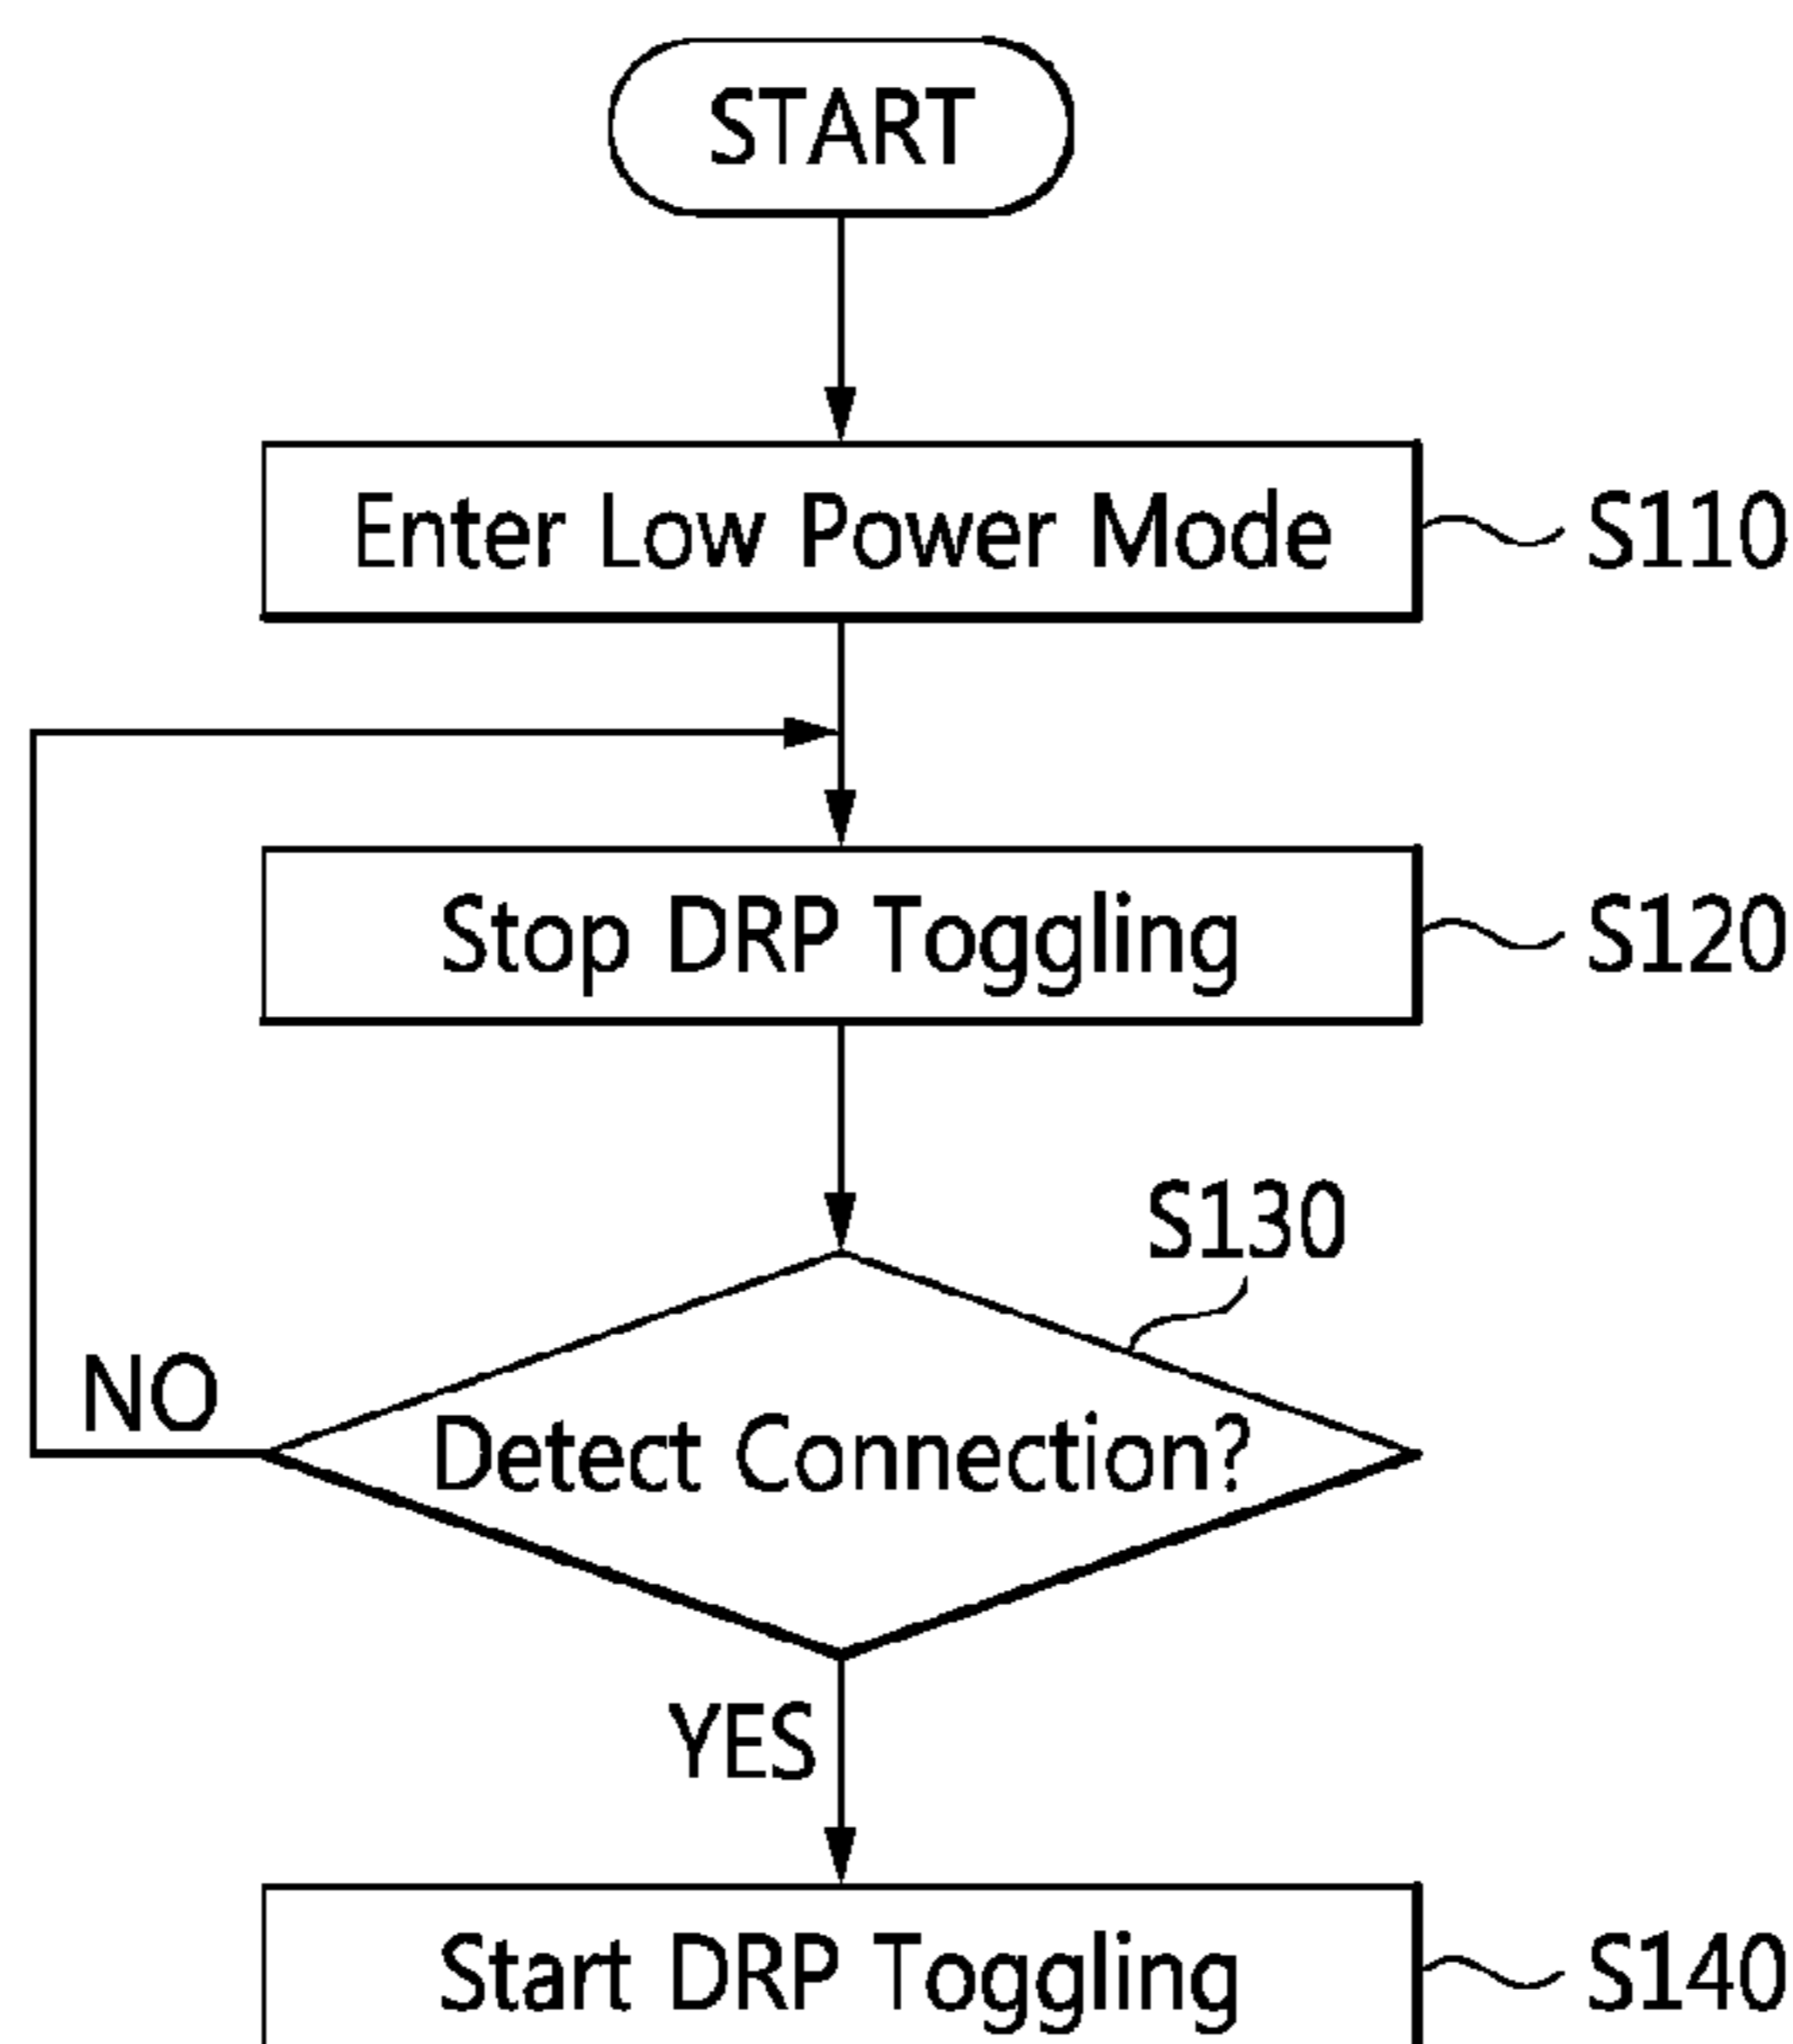 START
Enter Low Power Mode
S110
Stop DRP Toggling
S120
S130
Detect Connection?
NO
YES
Start DRP Toggling
S140